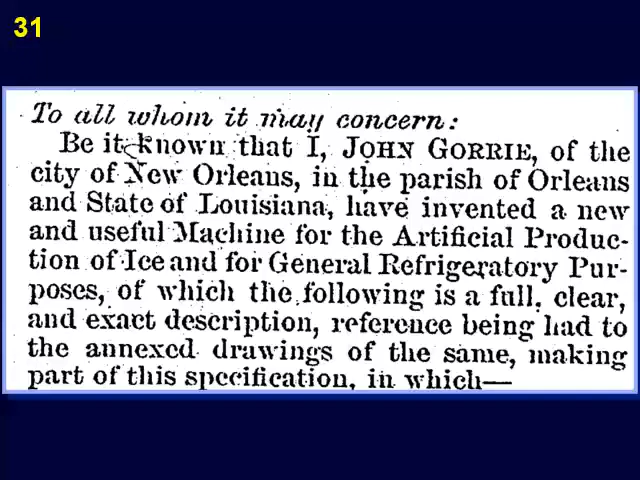 31
To all whom it may concern:
Be it known that I, JOHN GORRIE, of the
city of New Orleans, in the parish of Orleans
and State of Louisiana, have invented a new
and useful Machine for the Artificial Produc-
tion of Ice and for General Refrigeratory Pur-
poses, of which the following is a full, clear,
and exact description, reference being had to
the annexed drawings of the same, making
part of this specification, in which—